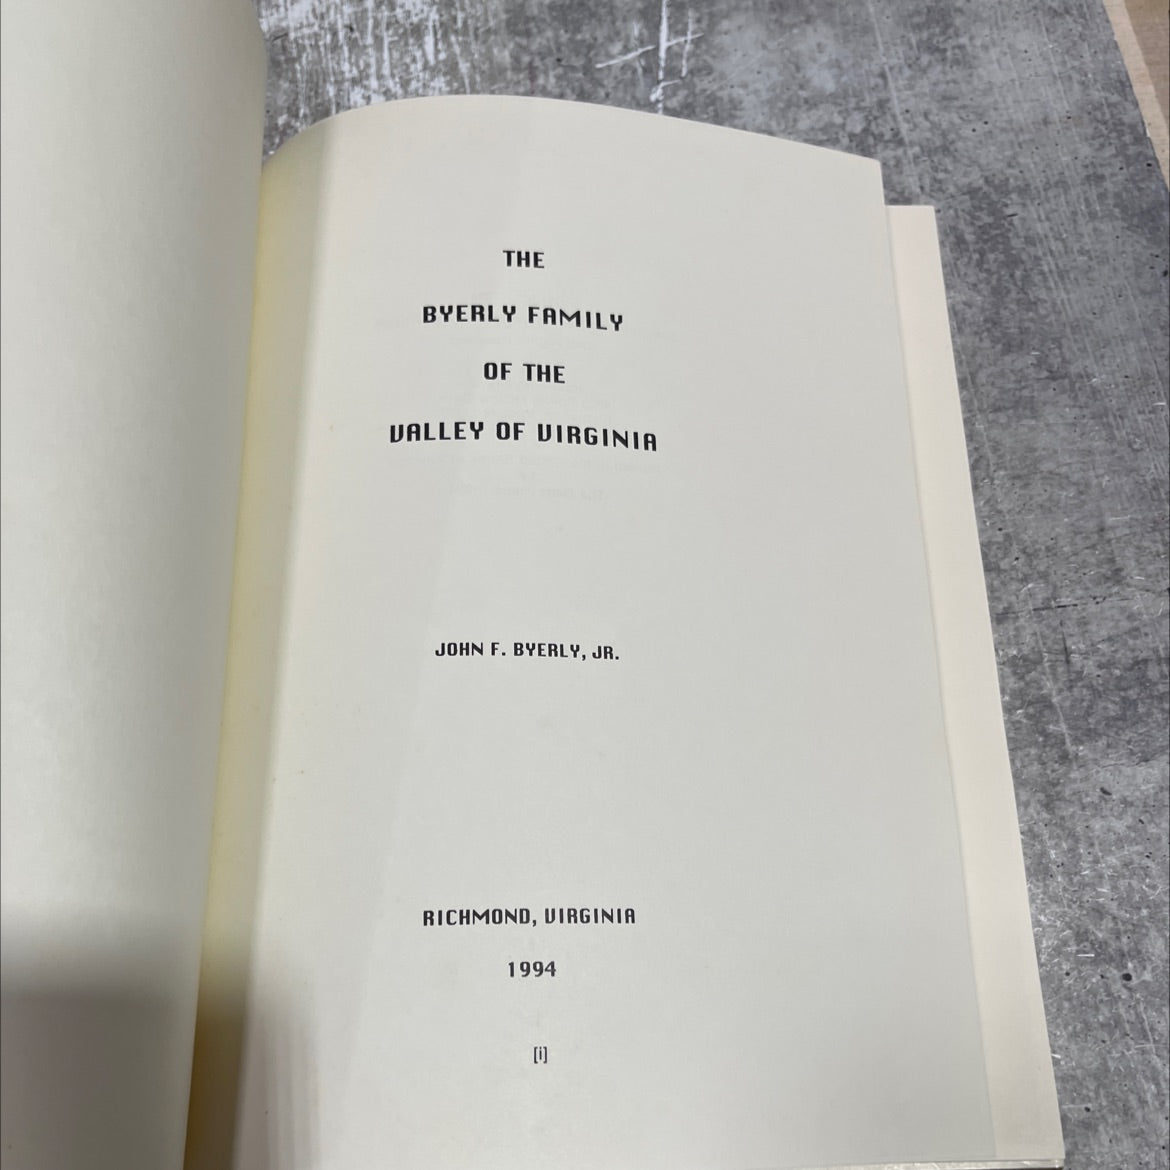 THE
BYERLY FAMILY
OF THE
VALLEY OF VIRGINIA
JOHN F. BYERLY, JR.
RICHMOND, VIRGINIA
1994
[i]